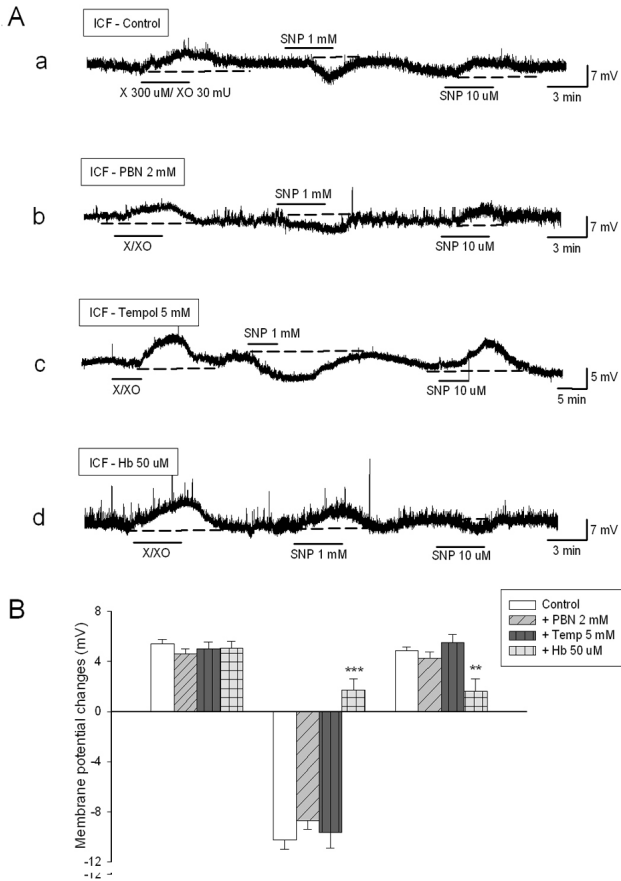 A
ICF - Control
a
SNP 1 mM
X 300 uM/ XO 30 mU
SNP 10 uM
7 mV
3 min
ICF - PBN 2 mM
b
SNP 1 mM
X/XO
SNP 10 uM
7 mV
3 min
ICF - Tempol 5 mM
c
SNP 1 mM
X/XO
SNP 10 uM
5 mV
5 min
ICF - Hb 50 uM
d
X/XO
SNP 1 mM
SNP 10 uM
7 mV
3 min
B
Membrane potential changes (mV)
8
4
0
-4
-8
-12
-12
Control
+ PBN 2 mM
+ Temp 5 mM
+ Hb 50 uM
***
**